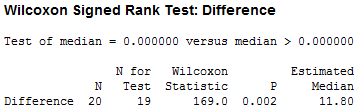 Wilcoxon Signed Rank Test: Difference
Test of median = 0.000000 versus median > 0.000000
N for Wilcoxon Estimated
N Test Statistic P Median
Difference 20 19 169.0 0.002 11.80